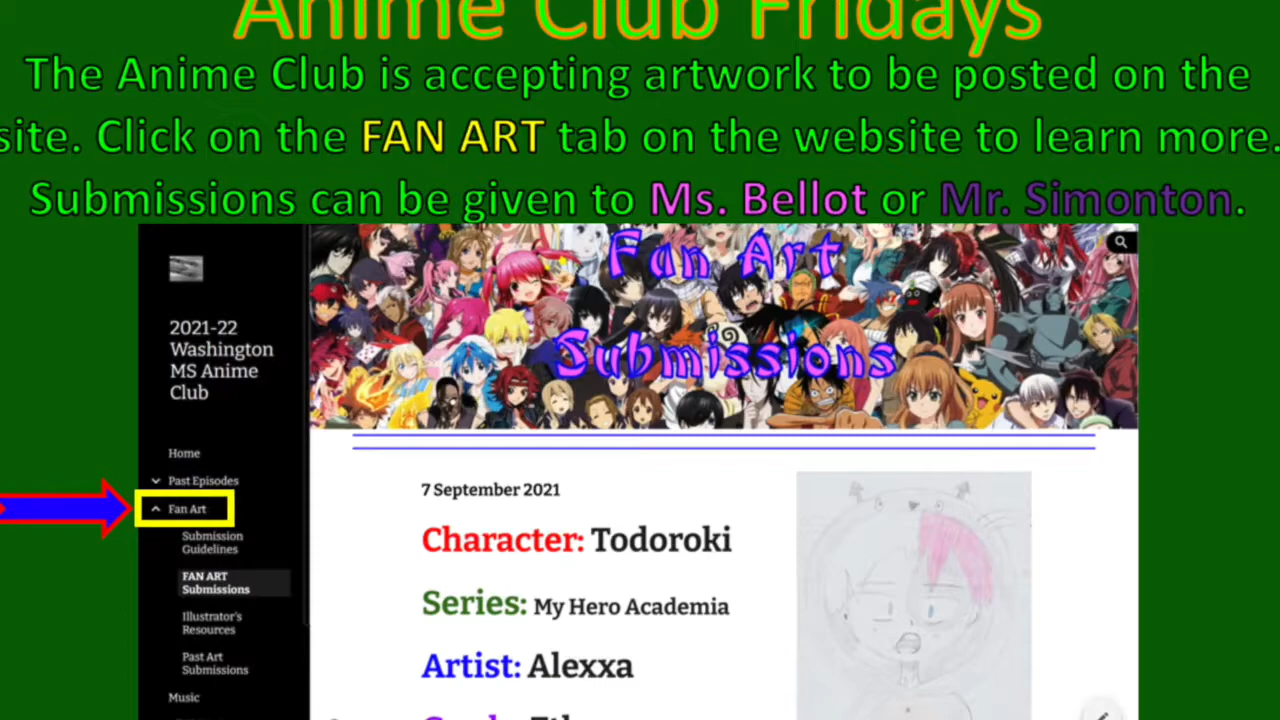 Anime Club Fridays
The Anime Club is accepting artwork to be posted on the
site. Click on the FAN ART tab on the website to learn more.
Submissions can be given to Ms. Bellot or Mr. Simonton.
Fan Art
Submissions
2021-22
Washington
MS Anime
Club
Home
Past Episodes
Fan Art
Submission
Guidelines
FAN ART
Submissions
Illustrator's
Resources
Past Art
Submissions
Music
7 September 2021
Character: Todoroki
Series: My Hero Academia
Artist: Alexxa